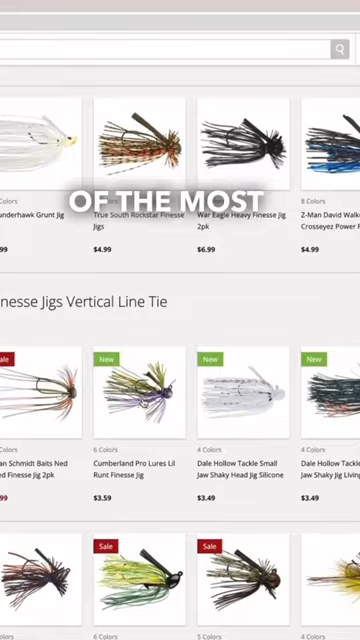 Colors
8 Colors
underhawk Grunt Jig
True South Rockstar Finesse
Jigs
War Eagle Heavy Finesse Jig
2pk
Z-Man David Walk
Crosseyez Power F
OF THE MOST
.99
$4.99
$6.99
$4.99
nesse Jigs Vertical Line Tie
ale
New
New
New
Colors
6 Colors
4 Colors
4 Colors
an Schmidt Baits Ned
ed Finesse Jig 2pk
Cumberland Pro Lures Lil
Runt Finesse Jig
Dale Hollow Tackle Small
Jaw Shaky Head Jig Silicone
Dale Hollow Tackle
Jaw Shaky Jig Living
.99
$3.59
$3.49
$3.49
Sale
Sale
Colors
6 Colors
5 Colors
4 Colors